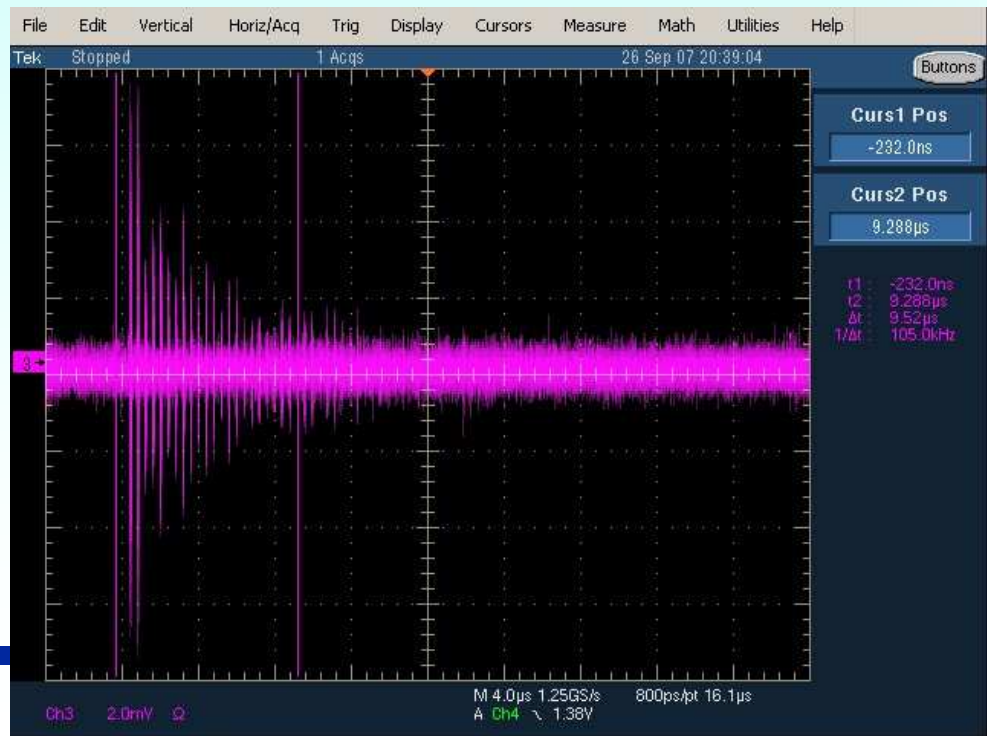 File Edit Vertical Horiz/Acq Trig Display Cursors Measure Math Utilities Help
Tek Stopped 1 Acqs 26 Sep 07 20:39:04
Buttons
Curs1 Pos
-232.0ns
Curs2 Pos
9.288µs
t1 : -232.0ns
t2 : 9.288µs
Δt : 9.52µs
1/Δt : 105.0kHz
3
M 4.0µs 1.25GS/s 800ps/pt 16.1µs
Ch3 2.0mV Ω
A Ch4 \ 1.38V